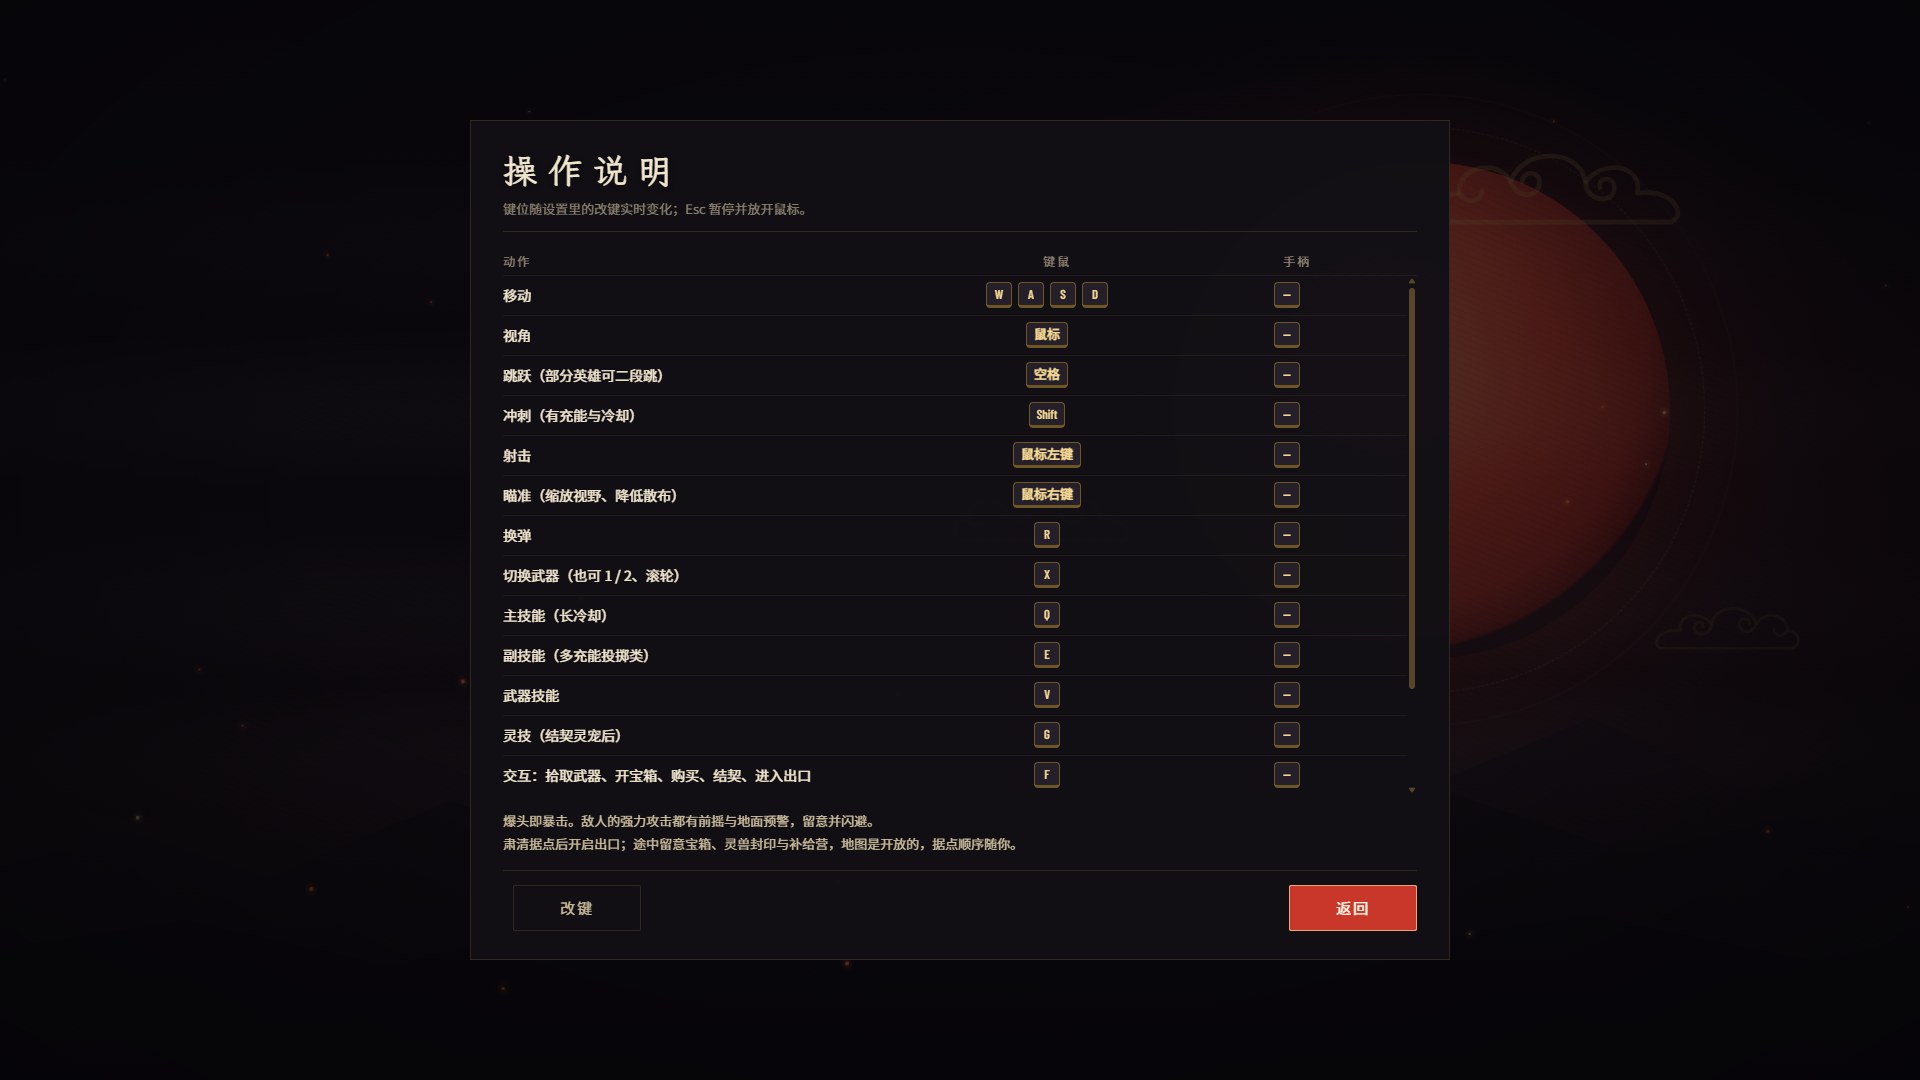 操作说明
键位随设置里的改键实时变化；Esc 暂停并放开鼠标。
动作 键鼠 手柄
移动 W A S D –
视角 鼠标 –
跳跃（部分英雄可二段跳） 空格 –
冲刺（有充能与冷却） Shift –
射击 鼠标左键 –
瞄准（缩放视野、降低散布） 鼠标右键 –
换弹 R –
切换武器（也可 1 / 2、滚轮） X –
主技能（长冷却） Q –
副技能（多充能投掷类） E –
武器技能 V –
灵技（结契灵宠后） G –
交互：拾取武器、开宝箱、购买、结契、进入出口 F –
爆头即暴击。敌人的强力攻击都有前摇与地面预警，留意并闪避。
肃清据点后开启出口；途中留意宝箱、灵兽封印与补给营，地图是开放的，据点顺序随你。
改键 返回